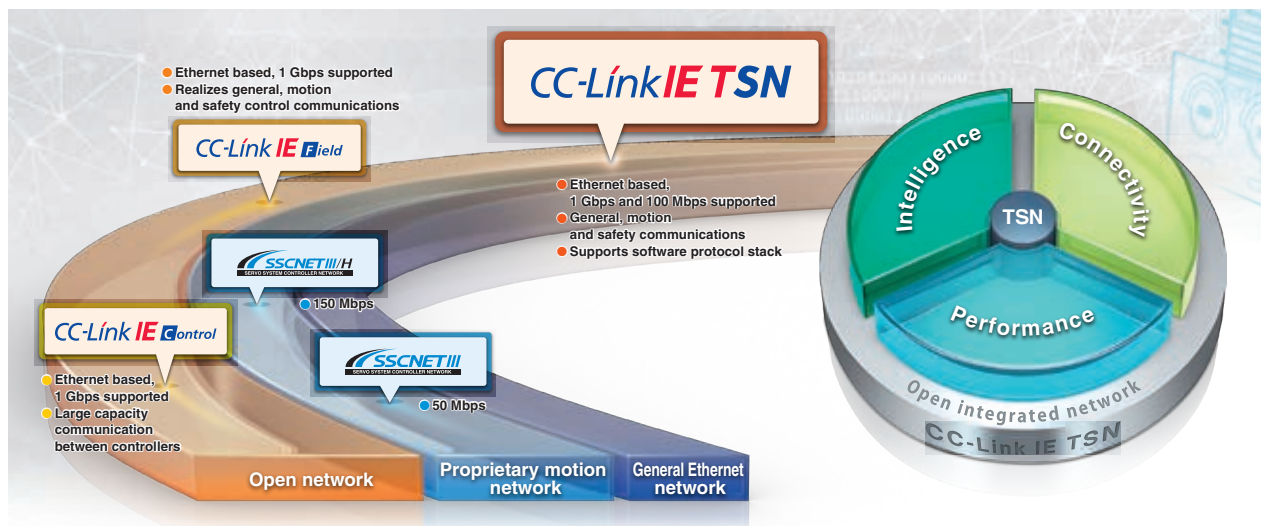 Ethernet based, 1 Gbps supported
Realizes general, motion
and safety control communications
CC-Link IE Field
CC-Link IE TSN
Ethernet based,
1 Gbps and 100 Mbps supported
General, motion
and safety communications
Supports software protocol stack
SSCNETIII/H
SERVO SYSTEM CONTROLLER NETWORK
150 Mbps
CC-Link IE Control
Ethernet based,
1 Gbps supported
Large capacity
communication
between controllers
SSCNETIII
SERVO SYSTEM CONTROLLER NETWORK
50 Mbps
Open network
Proprietary motion
network
General Ethernet
network
Intelligence
Connectivity
TSN
Performance
Open integrated network
CC-Link IE TSN